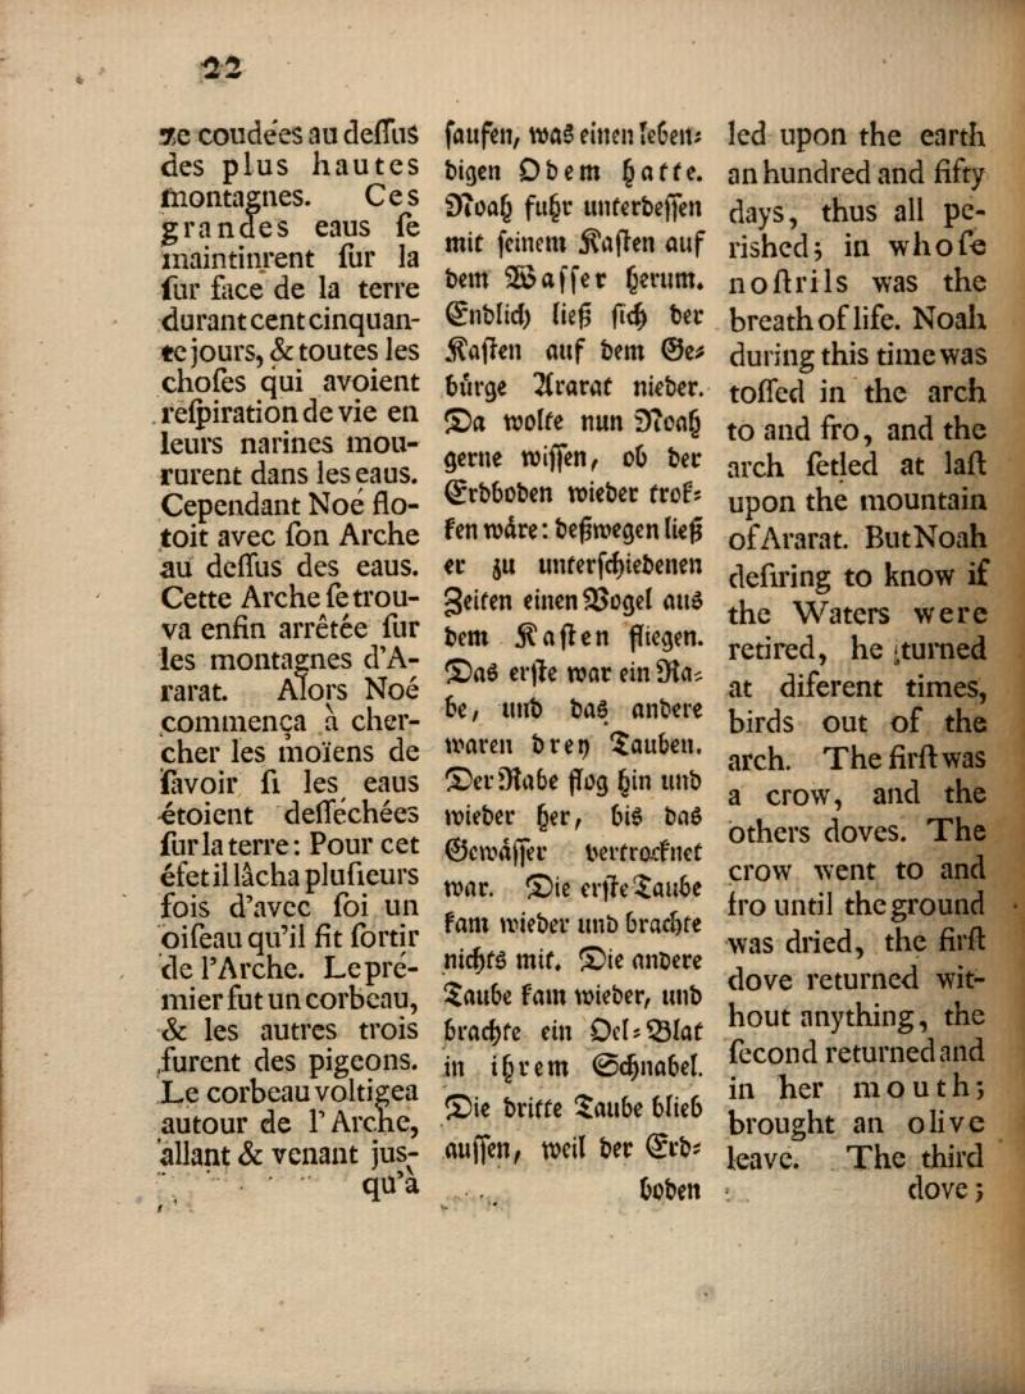 22
ze coudées au deſſus
des plus hautes
montagnes. Ces
grandes eaus ſe
maintinrent ſur la
ſur face de la terre
durant cent cinquan-
te jours, & toutes les
choſes qui avoient
reſpiration de vie en
leurs narines mou-
rurent dans les eaus.
Cependant Noé flo-
toit avec ſon Arche
au deſſus des eaus.
Cette Arche ſe trou-
va enfin arrêtée ſur
les montagnes d'A-
rarat. Alors Noé
commença à cher-
cher les moïens de
ſavoir ſi les eaus
étoient deſſéchées
ſur la terre: Pour cet
éfet il lâcha pluſieurs
fois d'avec ſoi un
oiſeau qu'il fit ſortir
de l'Arche. Le pré-
mier fut un corbeau,
& les autres trois
furent des pigeons.
Le corbeau voltigea
autour de l'Arche,
allant & venant jus-
qu'à
ſaufen, was einen leben⸗
digen Odem hatte.
Noah fuhr unterdeſſen
mit ſeinem Kaſten auf
dem Waſſer herum.
Endlich ließ ſich der
Kaſten auf dem Ge⸗
bürge Ararat nieder.
Da wolte nun Noah
gerne wiſſen, ob der
Erdboden wieder trok⸗
ken wäre: deßwegen ließ
er zu unterſchiedenen
Zeiten einen Vogel aus
dem Kaſten fliegen.
Das erſte war ein Ra⸗
be, und das andere
waren drey Tauben.
Der Rabe flog hin und
wieder her, bis das
Gewäſſer vertrocknet
war. Die erſte Taube
kam wieder und brachte
nichts mit. Die andere
Taube kam wieder, und
brachte ein Oel⸗Blat
in ihrem Schnabel.
Die dritte Taube blieb
auſſen, weil der Erd⸗
boden
led upon the earth
an hundred and fifty
days, thus all pe-
rished; in whoſe
noſtrils was the
breath of life. Noah
during this time was
toſſed in the arch
to and fro, and the
arch ſetled at laſt
upon the mountain
of Ararat. But Noah
deſiring to know if
the Waters were
retired, he turned
at diferent times,
birds out of the
arch. The firſt was
a crow, and the
others doves. The
crow went to and
fro until the ground
was dried, the firſt
dove returned wit-
hout anything, the
ſecond returned and
in her mouth;
brought an olive
leave. The third
dove;